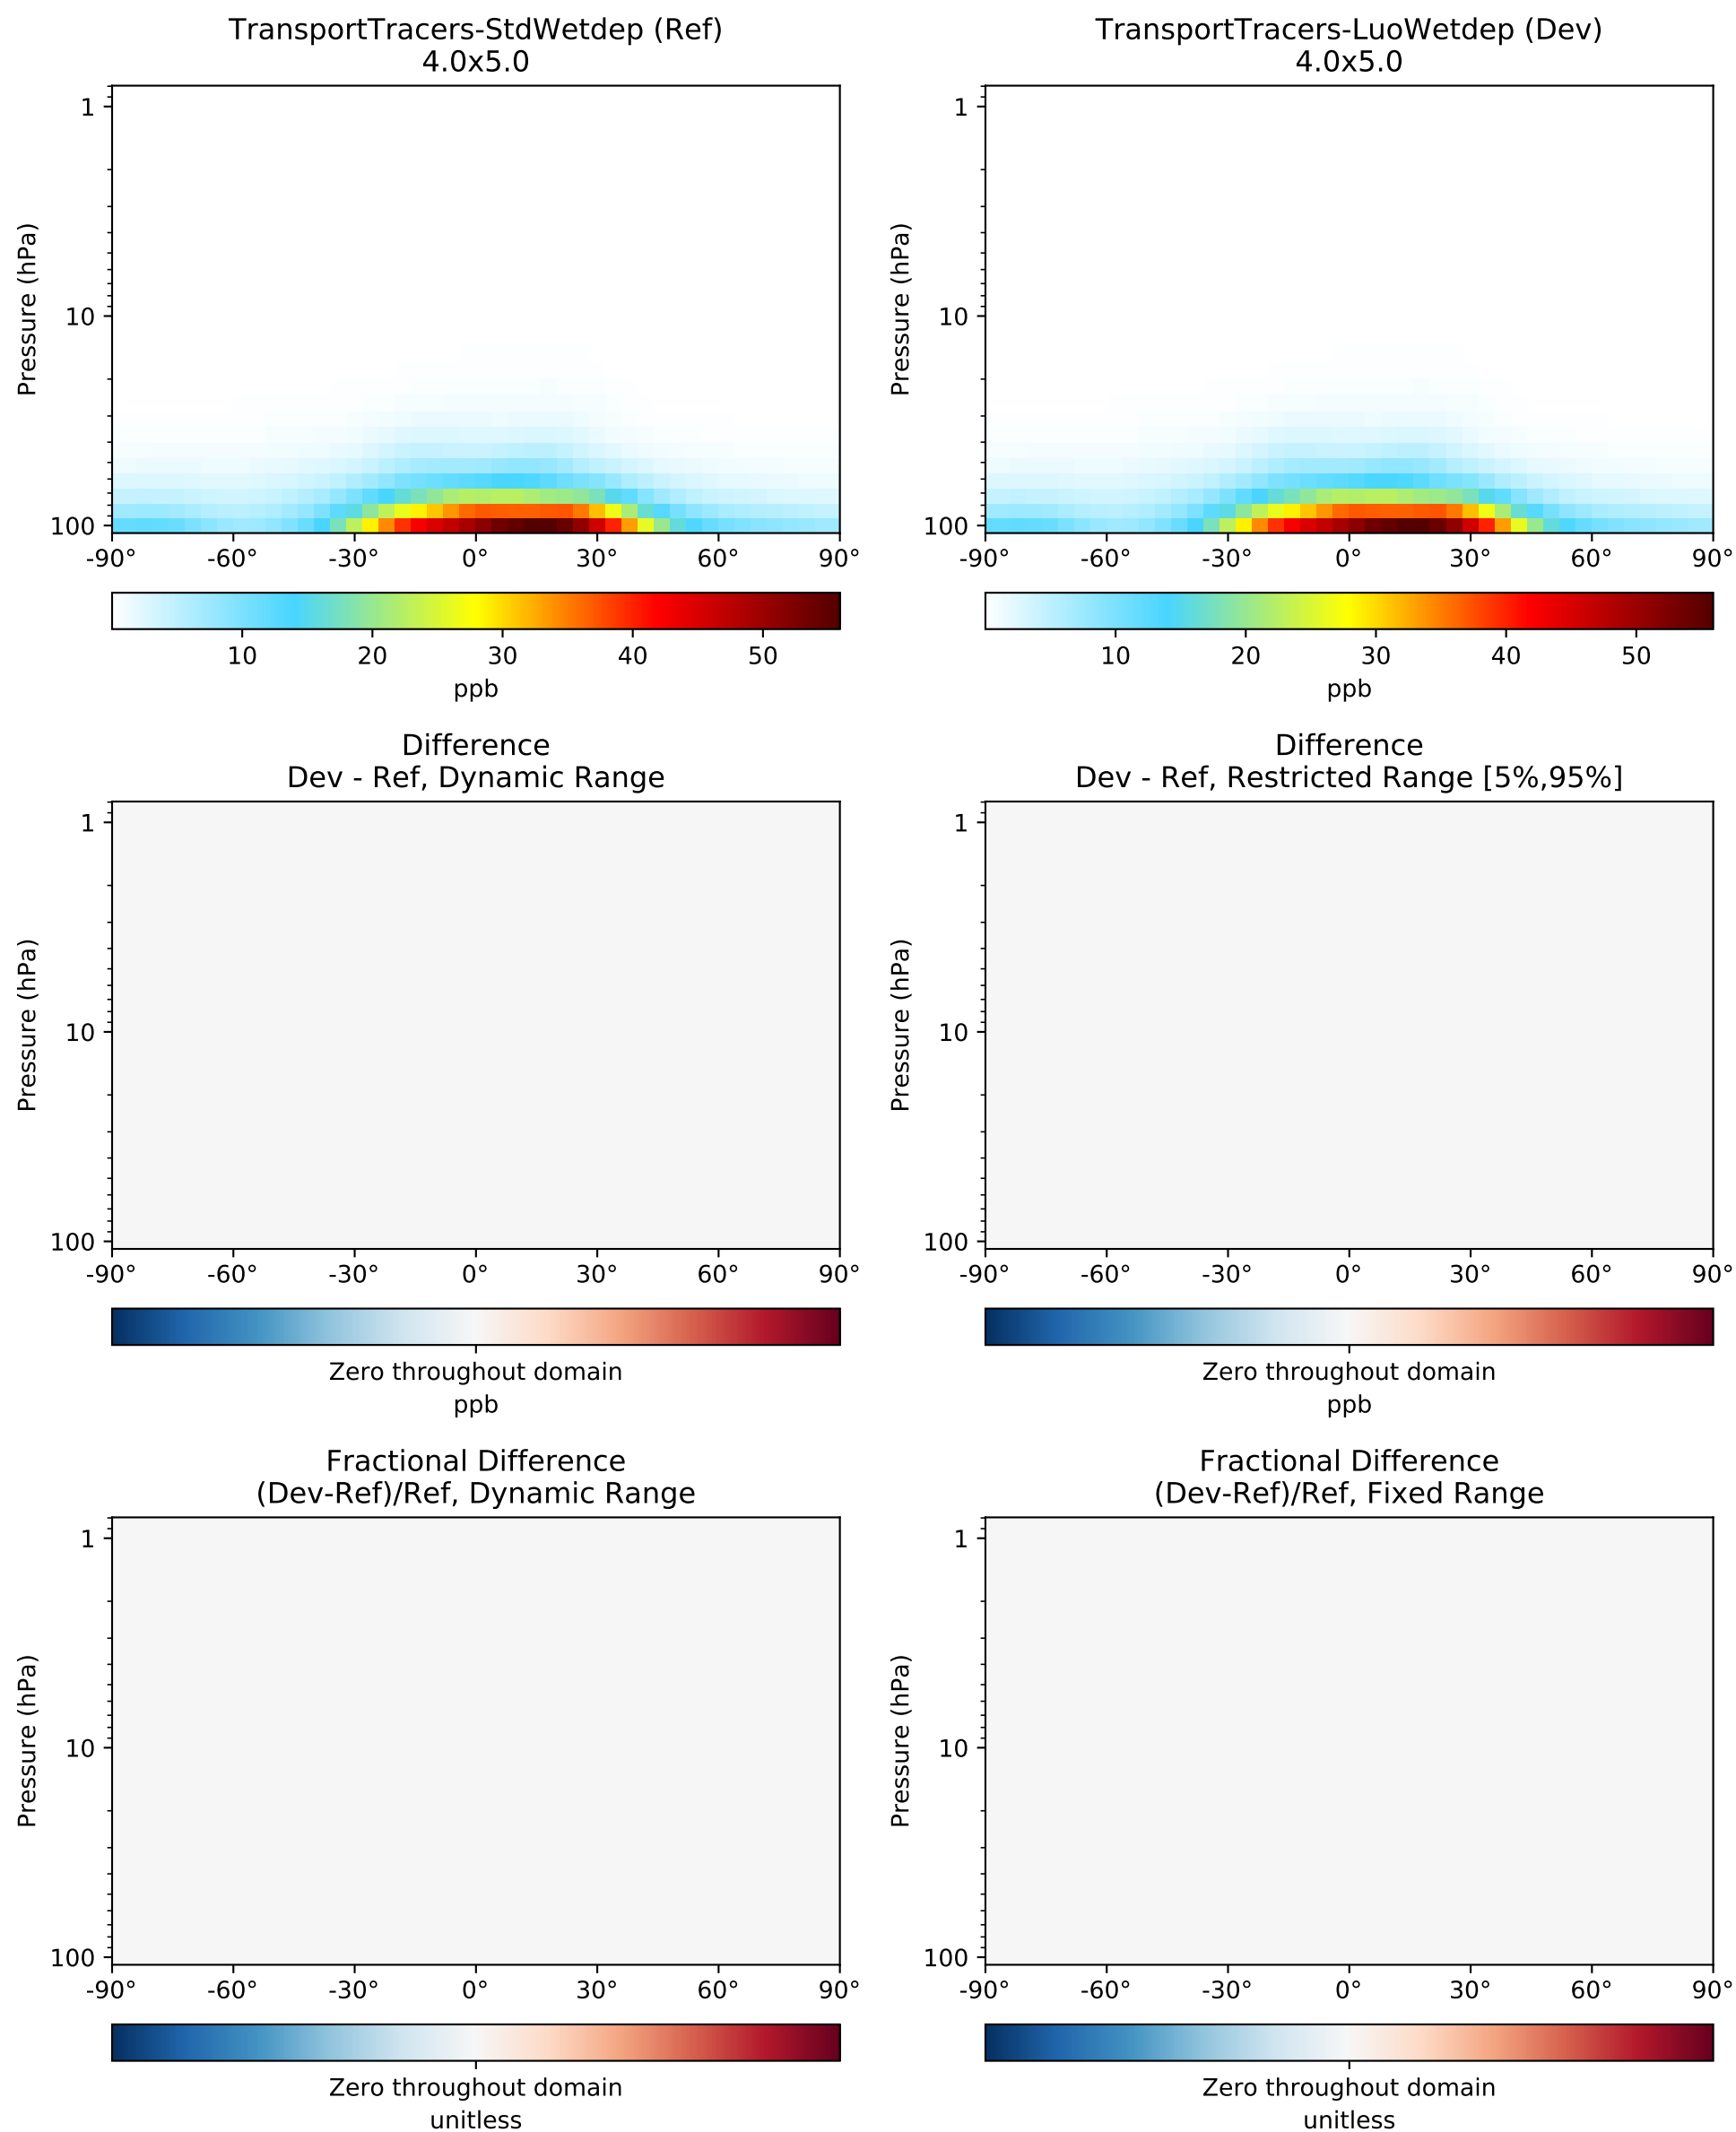 TransportTracers-StdWetdep (Ref)
4.0x5.0
Pressure (hPa)
1
10
100
-90° -60° -30° 0° 30° 60° 90°
10 20 30 40 50
ppb
TransportTracers-LuoWetdep (Dev)
4.0x5.0
Pressure (hPa)
1
10
100
-90° -60° -30° 0° 30° 60° 90°
10 20 30 40 50
ppb
Difference
Dev - Ref, Dynamic Range
Pressure (hPa)
1
10
100
-90° -60° -30° 0° 30° 60° 90°
Zero throughout domain
ppb
Difference
Dev - Ref, Restricted Range [5%,95%]
Pressure (hPa)
1
10
100
-90° -60° -30° 0° 30° 60° 90°
Zero throughout domain
ppb
Fractional Difference
(Dev-Ref)/Ref, Dynamic Range
Pressure (hPa)
1
10
100
-90° -60° -30° 0° 30° 60° 90°
Zero throughout domain
unitless
Fractional Difference
(Dev-Ref)/Ref, Fixed Range
Pressure (hPa)
1
10
100
-90° -60° -30° 0° 30° 60° 90°
Zero throughout domain
unitless